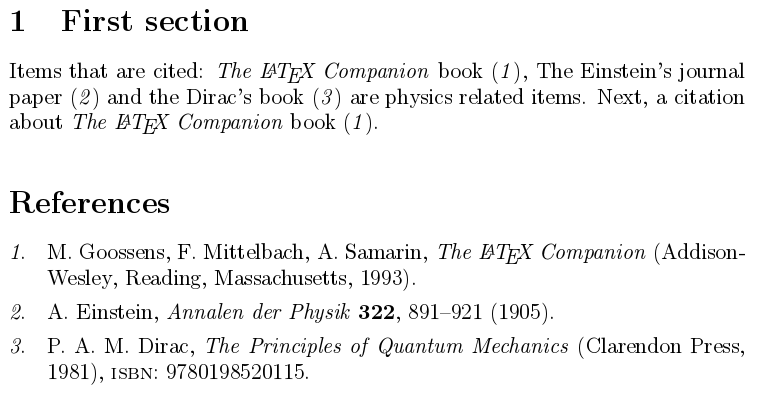 1 First section
Items that are cited: The LATEX Companion book (1), The Einstein's journal
paper (2) and the Dirac's book (3) are physics related items. Next, a citation
about The LATEX Companion book (1).
References
1. M. Goossens, F. Mittelbach, A. Samarin, The LATEX Companion (Addison-
Wesley, Reading, Massachusetts, 1993).
2. A. Einstein, Annalen der Physik 322, 891–921 (1905).
3. P. A. M. Dirac, The Principles of Quantum Mechanics (Clarendon Press,
1981), ISBN: 9780198520115.